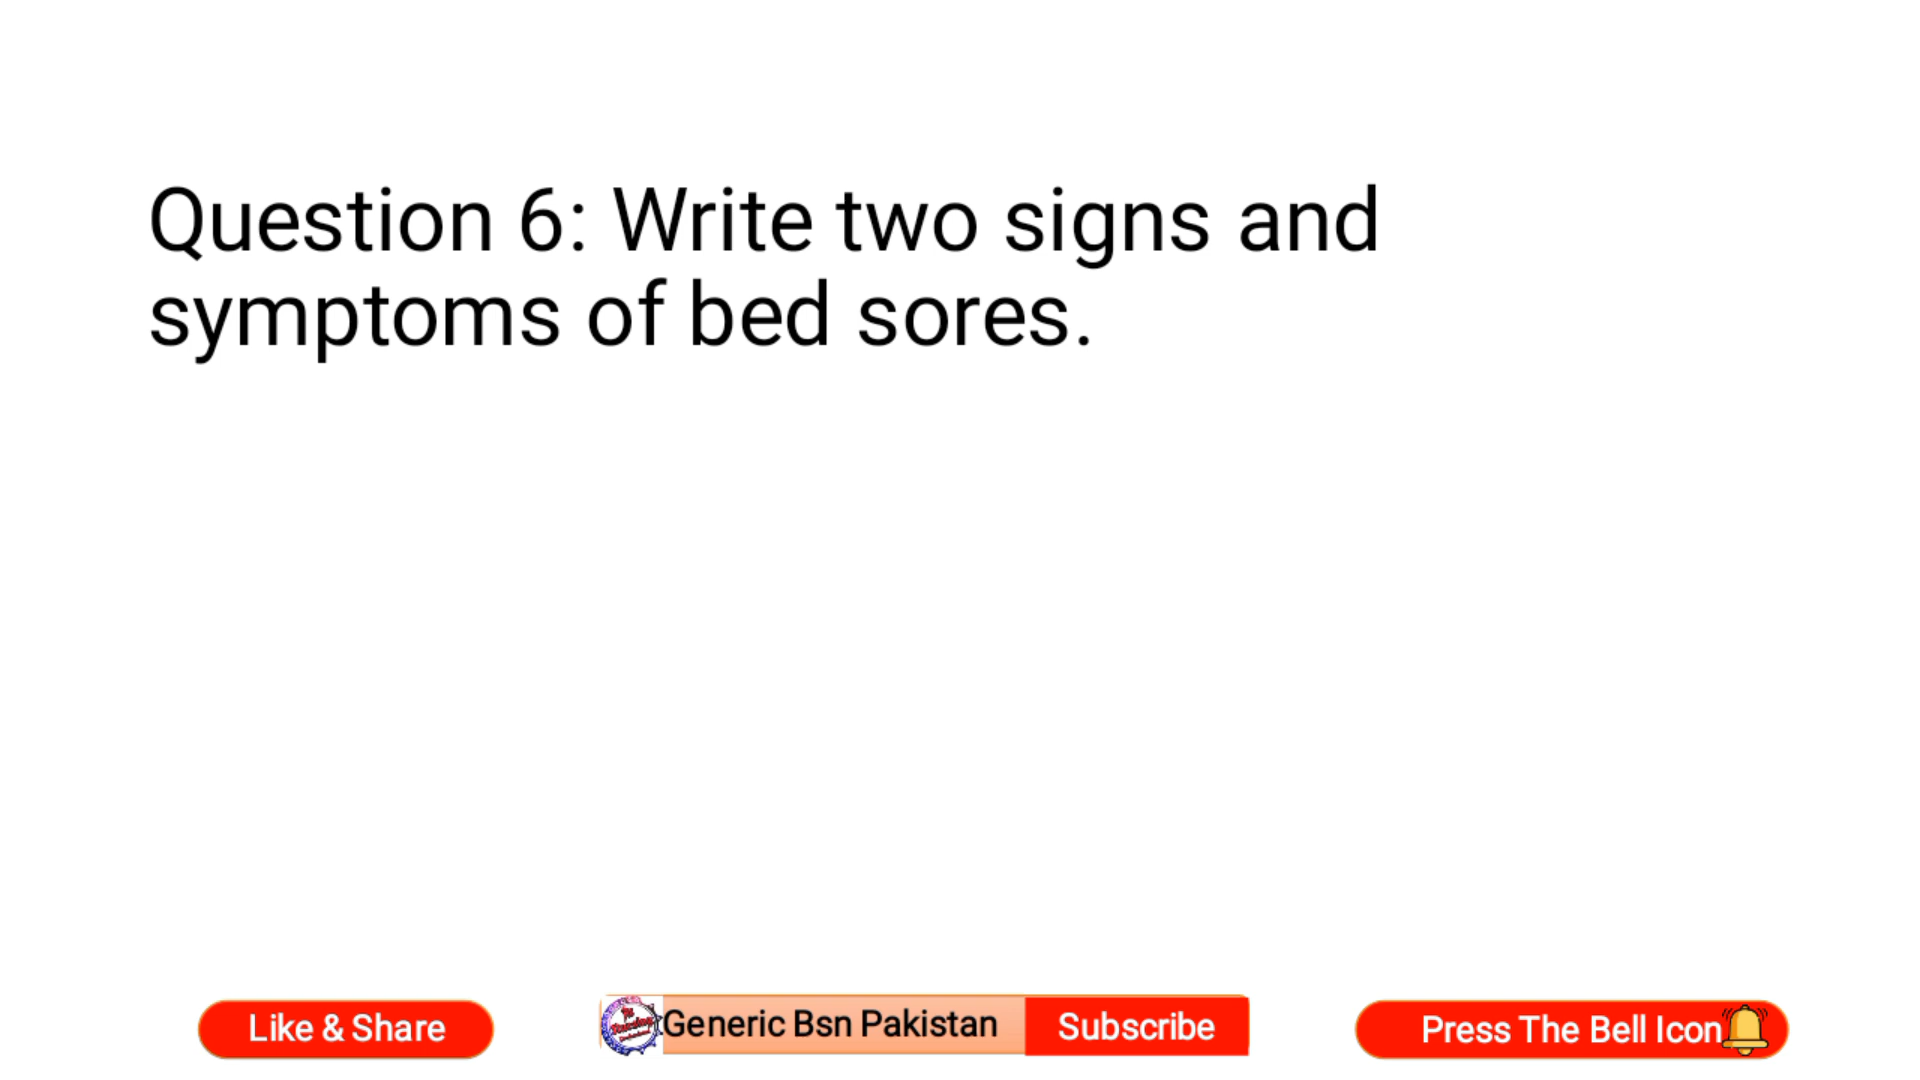 Question 6: Write two signs and
symptoms of bed sores.
Like & Share
Generic Bsn Pakistan
Subscribe
Press The Bell Icon